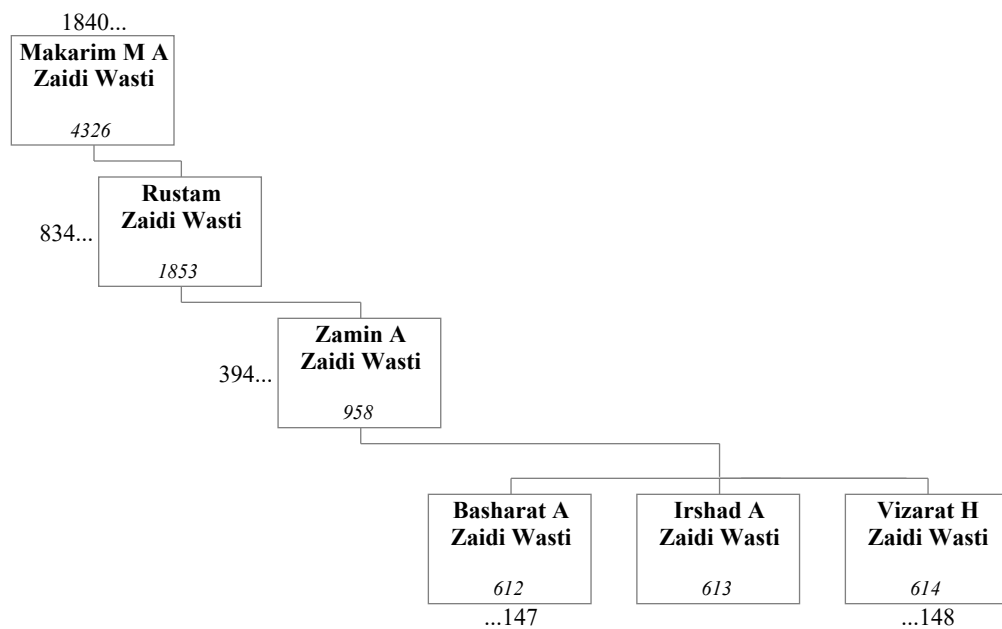 1840...
Makarim M A
Zaidi Wasti
4326
Rustam
Zaidi Wasti
834...
1853
Zamin A
Zaidi Wasti
394...
958
Basharat A
Zaidi Wasti
612
...147
Irshad A
Zaidi Wasti
613
Vizarat H
Zaidi Wasti
614
...148